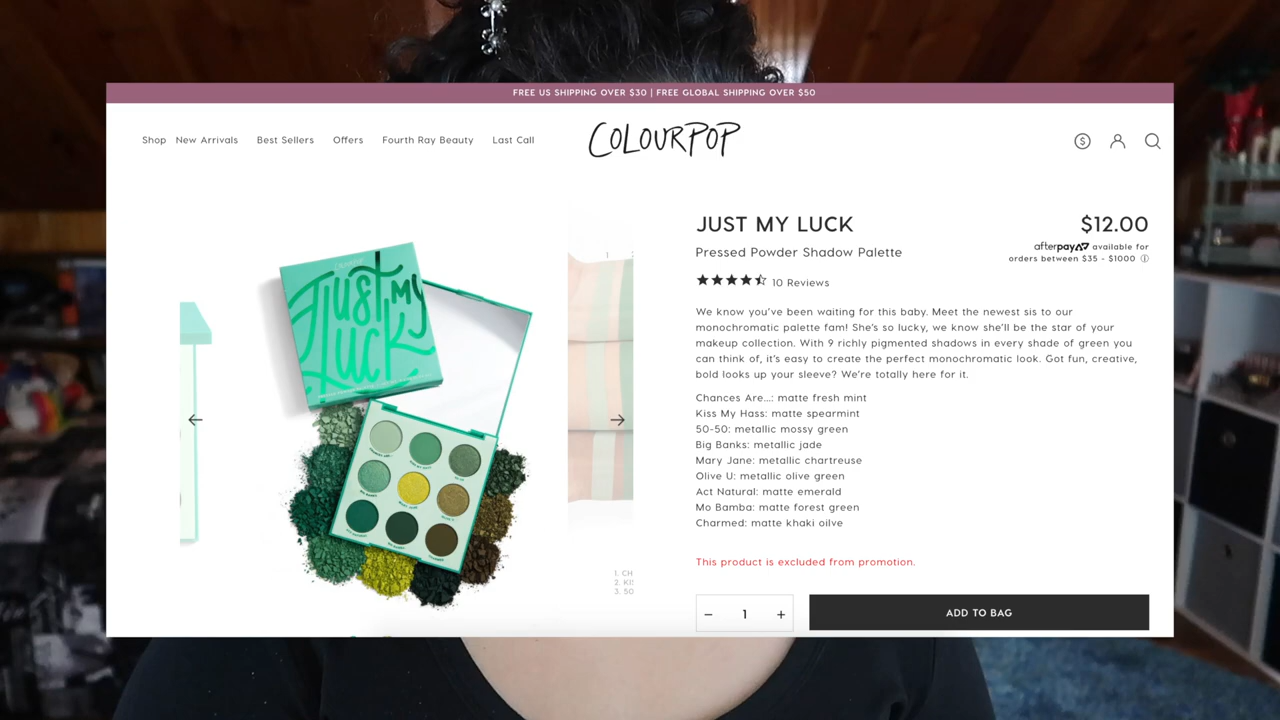 FREE US SHIPPING OVER $30 | FREE GLOBAL SHIPPING OVER $50
Shop New Arrivals Best Sellers Offers Fourth Ray Beauty Last Call
COLOURPOP
JUST MY LUCK
$12.00
Pressed Powder Shadow Palette
afterpay available for
orders between $35 - $1000
10 Reviews
We know you've been waiting for this baby. Meet the newest sis to our
monochromatic palette fam! She's so lucky, we know she'll be the star of your
makeup collection. With 9 richly pigmented shadows in every shade of green you
can think of, it's easy to create the perfect monochromatic look. Got fun, creative,
bold looks up your sleeve? We're totally here for it.
Chances Are...: matte fresh mint
Kiss My Hass: matte spearmint
50-50: metallic mossy green
Big Banks: metallic jade
Mary Jane: metallic chartreuse
Olive U: metallic olive green
Act Natural: matte emerald
Mo Bamba: matte forest green
Charmed: matte khaki oilve
This product is excluded from promotion.
− 1 +
ADD TO BAG
JUST MY
LUCK
1
1. CH
2. Ki
3. 50